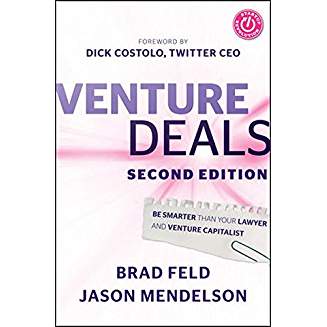 FOREWORD BY
DICK COSTOLO, TWITTER CEO
VENTURE
DEALS
SECOND EDITION
BE SMARTER THAN YOUR LAWYER
AND VENTURE CAPITALIST
BRAD FELD
JASON MENDELSON